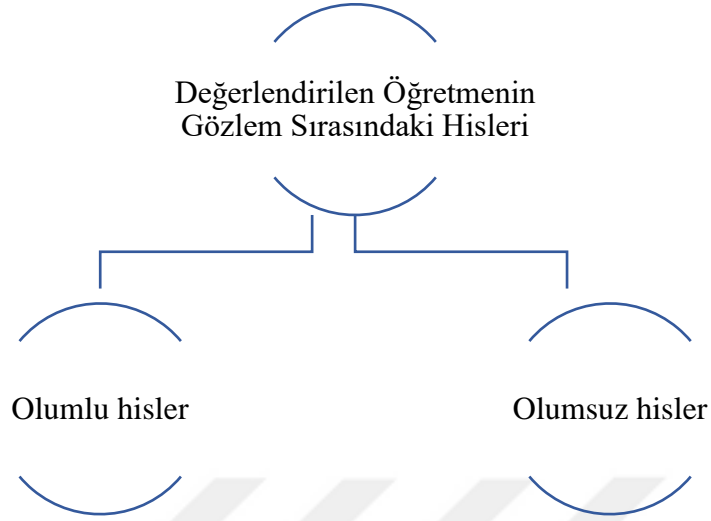 Değerlendirilen Öğretmenin
Gözlem Sırasındaki Hisleri
Olumlu hisler
Olumsuz hisler